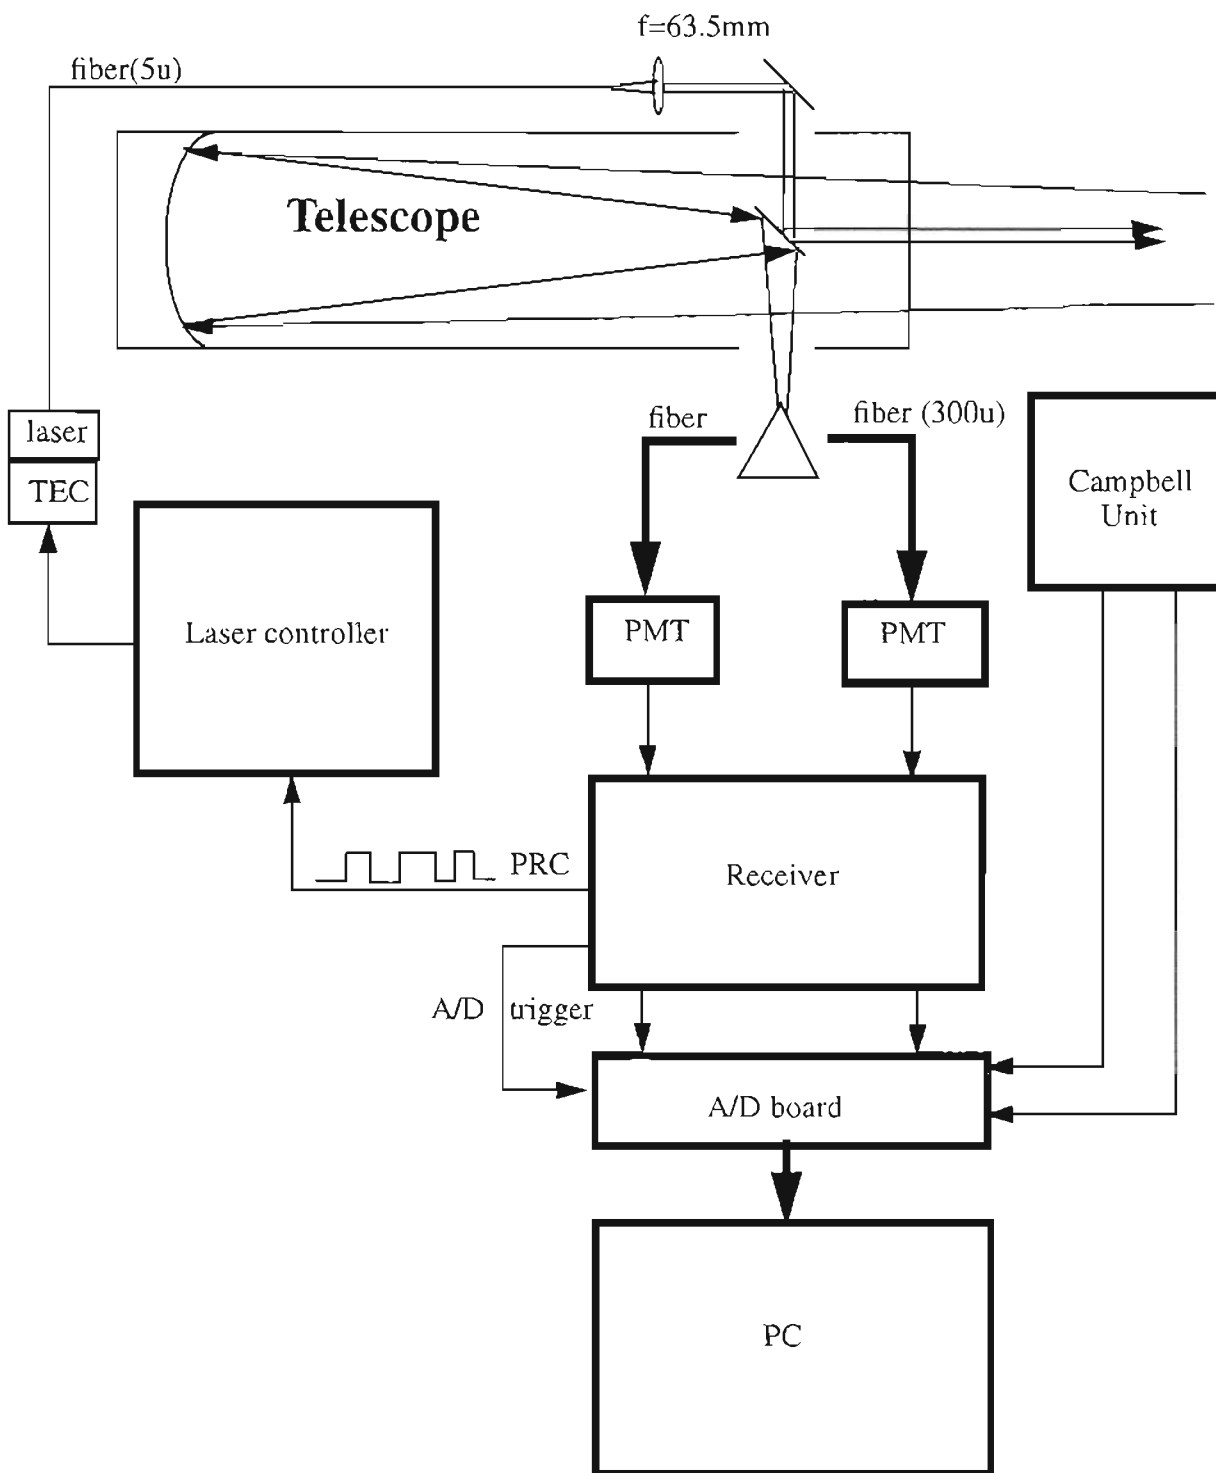 f=63.5mm
fiber(5u)
Telescope
fiber
fiber (300u)
laser
TEC
Campbell
Unit
Laser controller
PMT
PMT
PRC
Receiver
A/D trigger
A/D board
PC